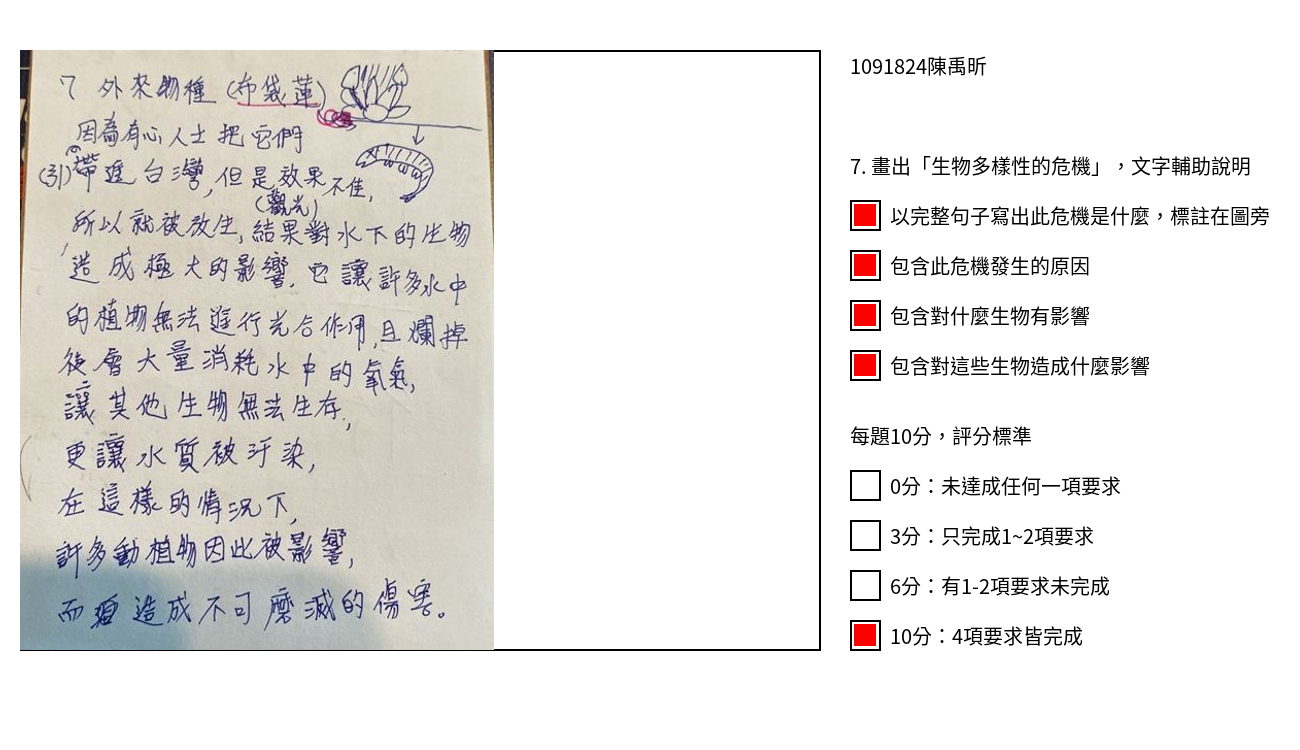 7 外來物種 (布袋蓮)
因為有心人士把它們
(引)帶進台灣,但是效果不佳,
(觀光)
所以就被放生,結果對水下的生物
造成極大的影響,它讓許多水中
的植物無法進行光合作用,且爛掉
後會大量消耗水中的氧氣,
讓其他生物無法生存,
更讓水質被汙染,
在這樣的情況下,
許多動植物因此被影響,
而造成不可磨滅的傷害。
1091824陳禹昕
7. 畫出「生物多樣性的危機」，文字輔助說明
以完整句子寫出此危機是什麼，標註在圖旁
包含此危機發生的原因
包含對什麼生物有影響
包含對這些生物造成什麼影響
每題10分，評分標準
0分：未達成任何一項要求
3分：只完成1~2項要求
6分：有1-2項要求未完成
10分：4項要求皆完成